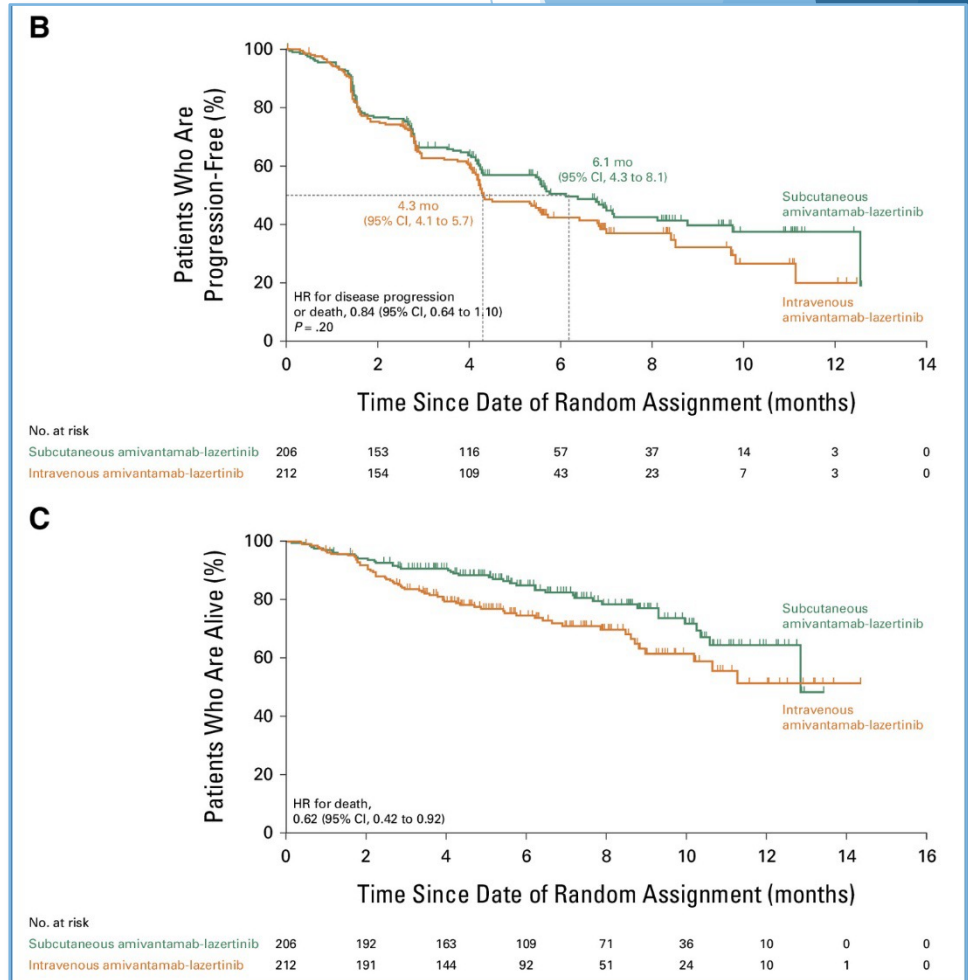 B
100
80
60
40
20
0
Patients Who Are
Progression-Free (%)
6.1 mo
(95% CI, 4.3 to 8.1)
4.3 mo
(95% CI, 4.1 to 5.7)
Subcutaneous
amivantamab-lazertinib
Intravenous
amivantamab-lazertinib
HR for disease progression
or death, 0.84 (95% CI, 0.64 to 1.10)
P = .20
0 2 4 6 8 10 12 14
Time Since Date of Random Assignment (months)
No. at risk
Subcutaneous amivantamab-lazertinib 206 153 116 57 37 14 3 0
Intravenous amivantamab-lazertinib 212 154 109 43 23 7 3 0
C
100
80
60
40
20
0
Patients Who Are Alive (%)
Subcutaneous
amivantamab-lazertinib
Intravenous
amivantamab-lazertinib
HR for death,
0.62 (95% CI, 0.42 to 0.92)
0 2 4 6 8 10 12 14 16
Time Since Date of Random Assignment (months)
No. at risk
Subcutaneous amivantamab-lazertinib 206 192 163 109 71 36 10 0 0
Intravenous amivantamab-lazertinib 212 191 144 92 51 24 10 1 0